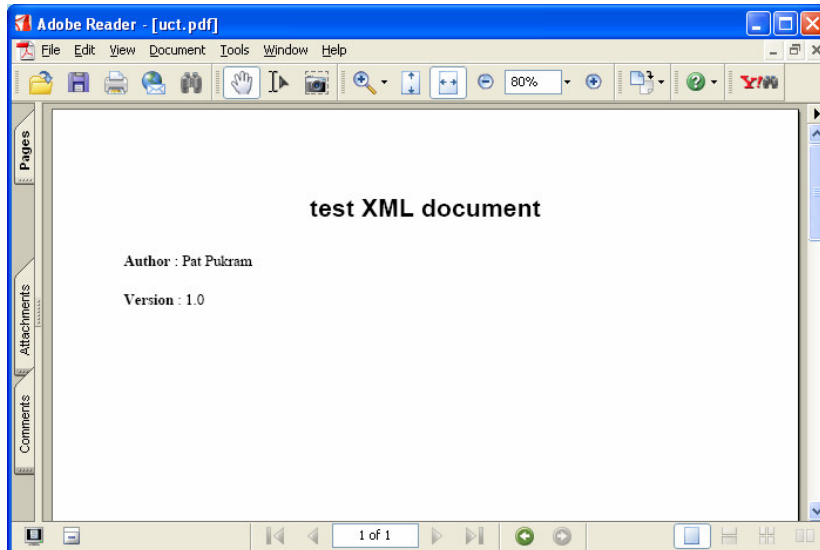 Adobe Reader - [uct.pdf]
File Edit View Document Tools Window Help
80% Y!
Pages
test XML document
Author : Pat Pukram
Version : 1.0
Attachments
Comments
1 of 1